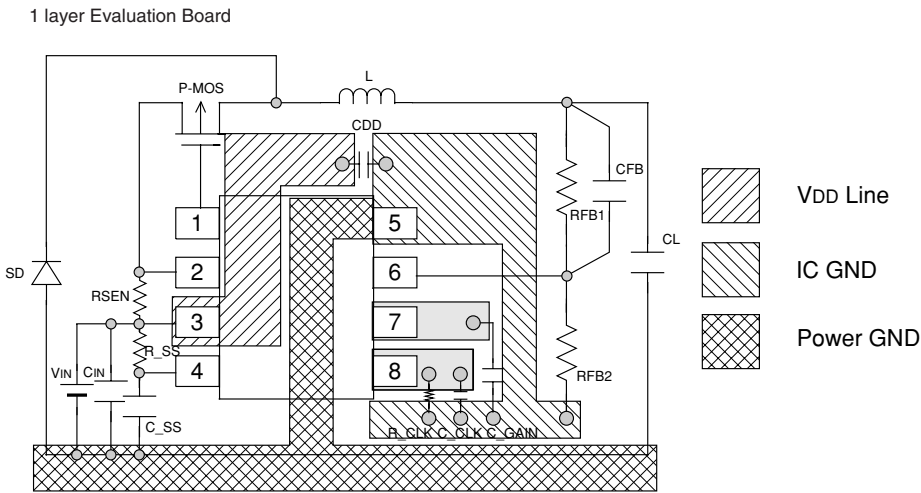 1 layer Evaluation Board
P-MOS
L
CDD
CFB
RFB1
CL
1
5
2
6
SD
RSEN
3
7
R_SS
4
8
VIN
CIN
C_SS
RFB2
R_CLK C_CLK C_GAIN
VDD Line
IC GND
Power GND